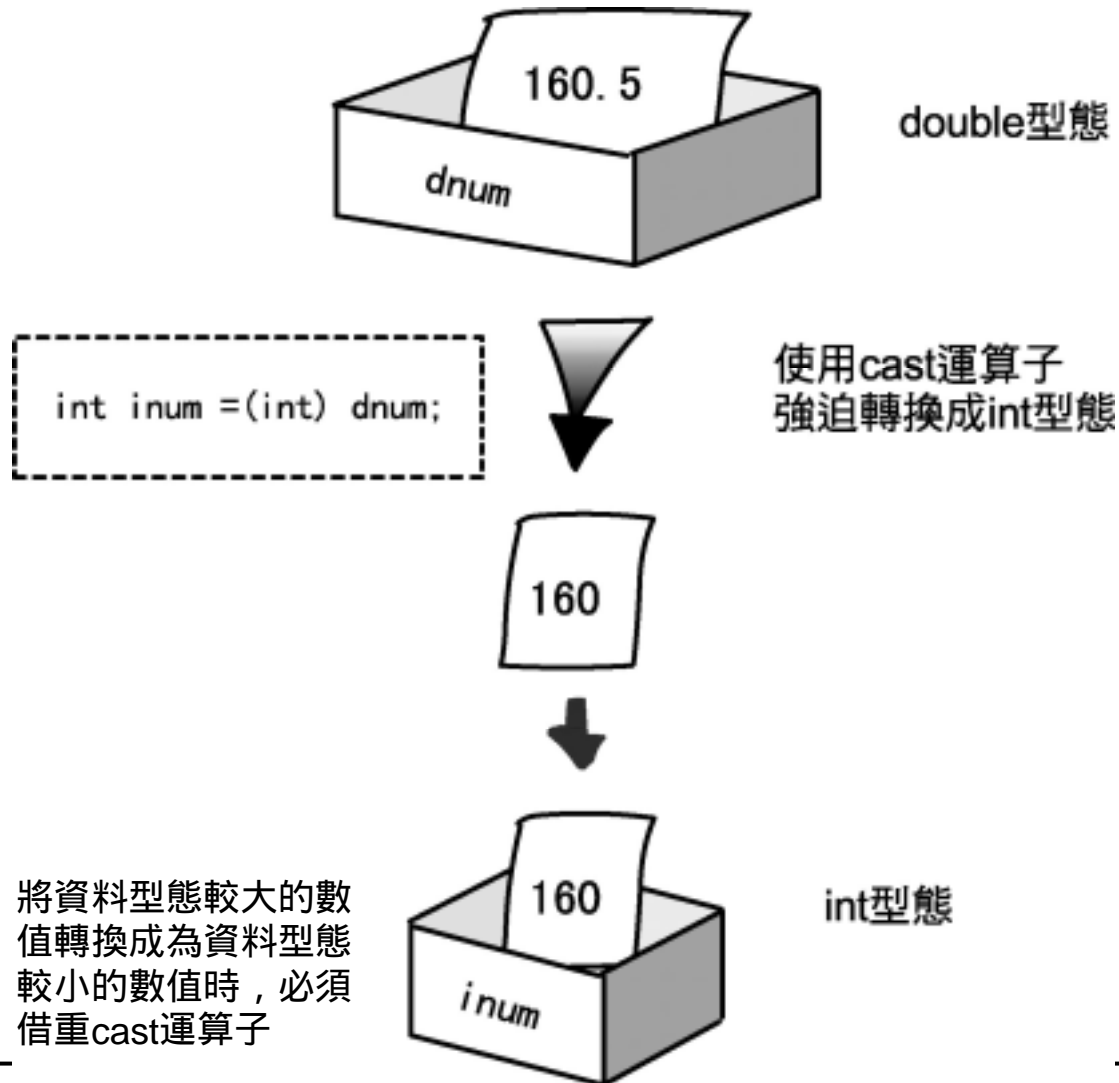 160.5
double型態
dnum
int inum =(int) dnum;
使用cast運算子
強迫轉換成int型態
160
160
int型態
inum
將資料型態較大的數
值轉換成為資料型態
較小的數值時，必須
借重cast運算子